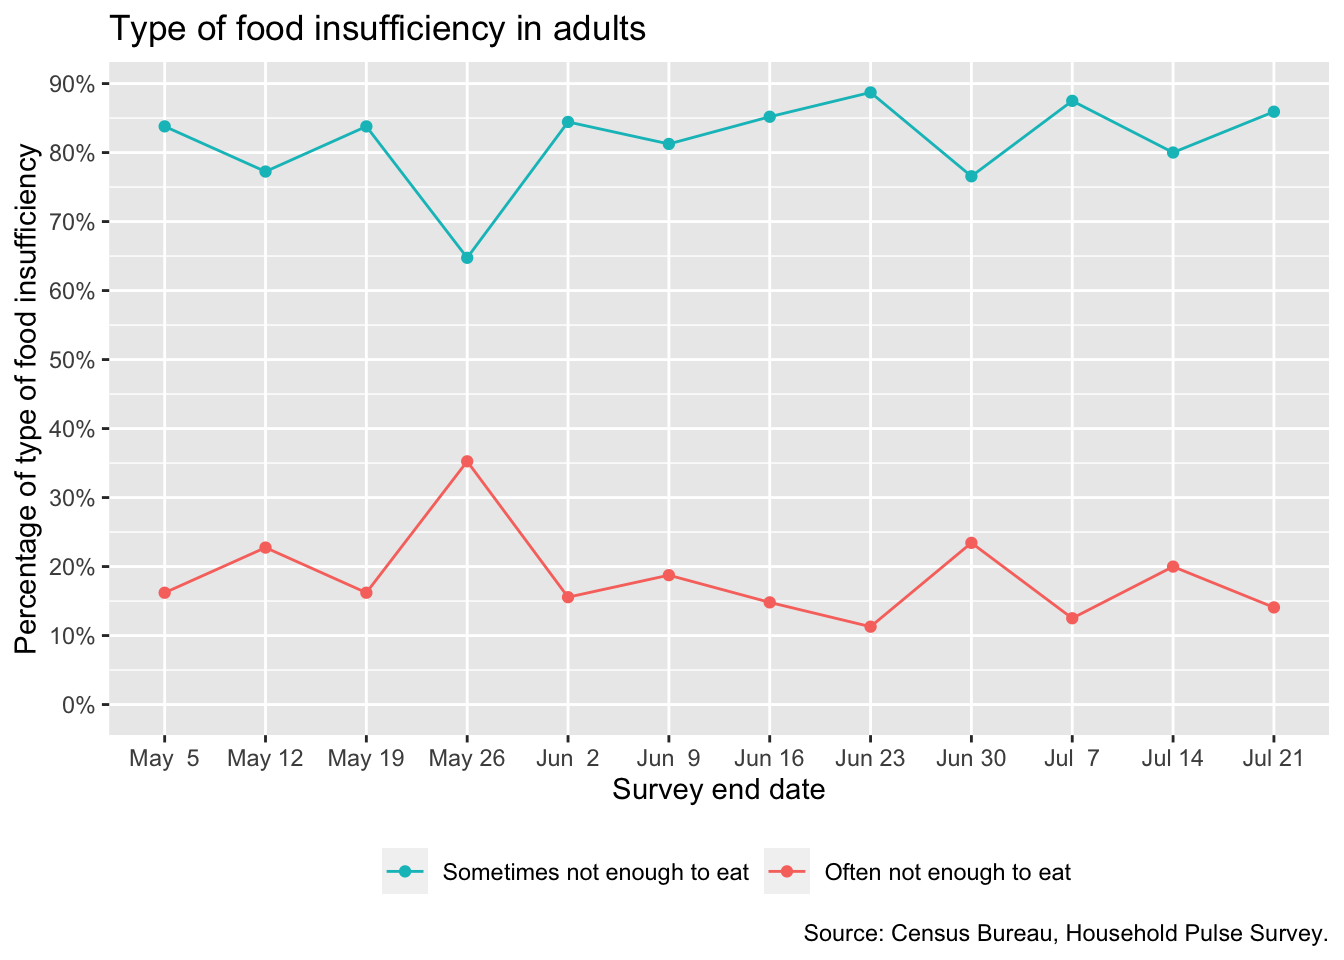 Type of food insufficiency in adults
Percentage of type of food insufficiency
90%
80%
70%
60%
50%
40%
30%
20%
10%
0%
May  5 May 12 May 19 May 26 Jun  2 Jun  9 Jun 16 Jun 23 Jun 30 Jul  7 Jul 14 Jul 21
Survey end date
Sometimes not enough to eat Often not enough to eat
Source: Census Bureau, Household Pulse Survey.